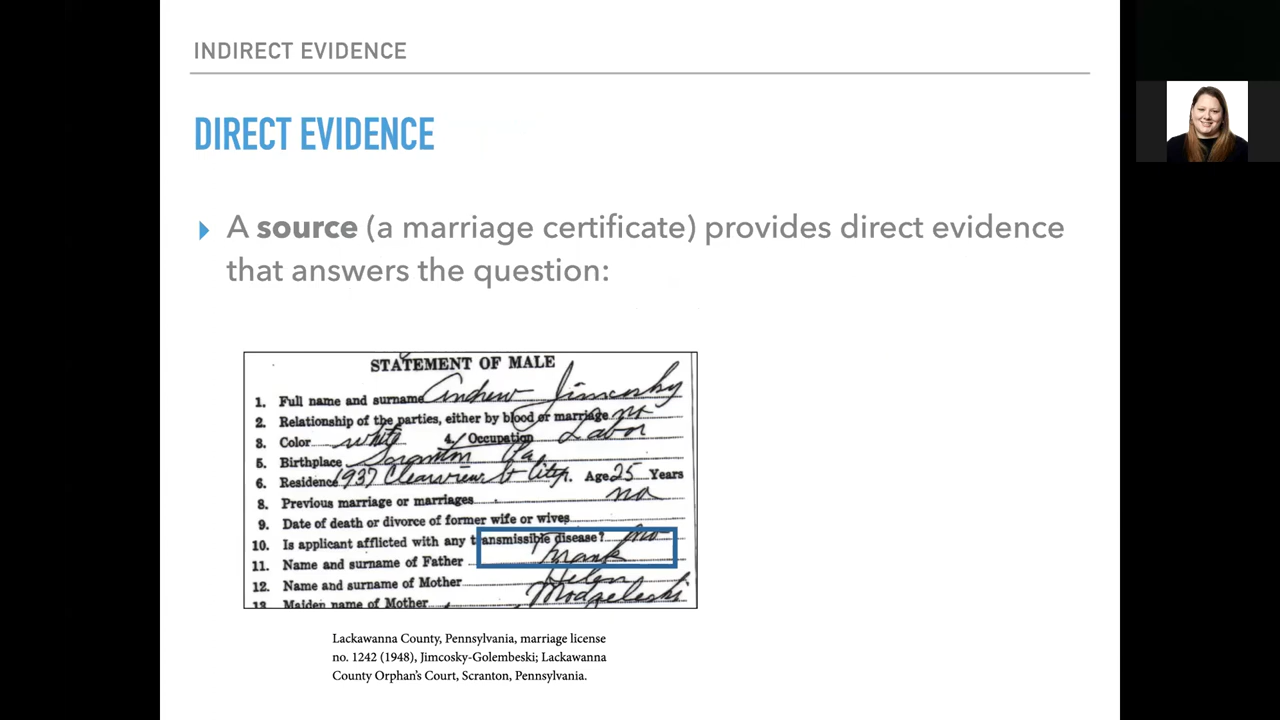 INDIRECT EVIDENCE
DIRECT EVIDENCE
A source (a marriage certificate) provides direct evidence
that answers the question:
STATEMENT OF MALE
1. Full name and surname Andrew Jimcosky
2. Relationship of the parties, either by blood or marriage no
3. Color white 4. Occupation Labor
5. Birthplace Scranton Pa.
6. Residence 1937 Clearview St City. Age 25 Years
8. Previous marriage or marriages no
9. Date of death or divorce of former wife or wives
10. Is applicant afflicted with any transmissible disease? no
11. Name and surname of Father Frank
12. Name and surname of Mother Helen
13 Maiden name of Mother Modzeleski
Lackawanna County, Pennsylvania, marriage license
no. 1242 (1948), Jimcosky-Golembeski; Lackawanna
County Orphan's Court, Scranton, Pennsylvania.